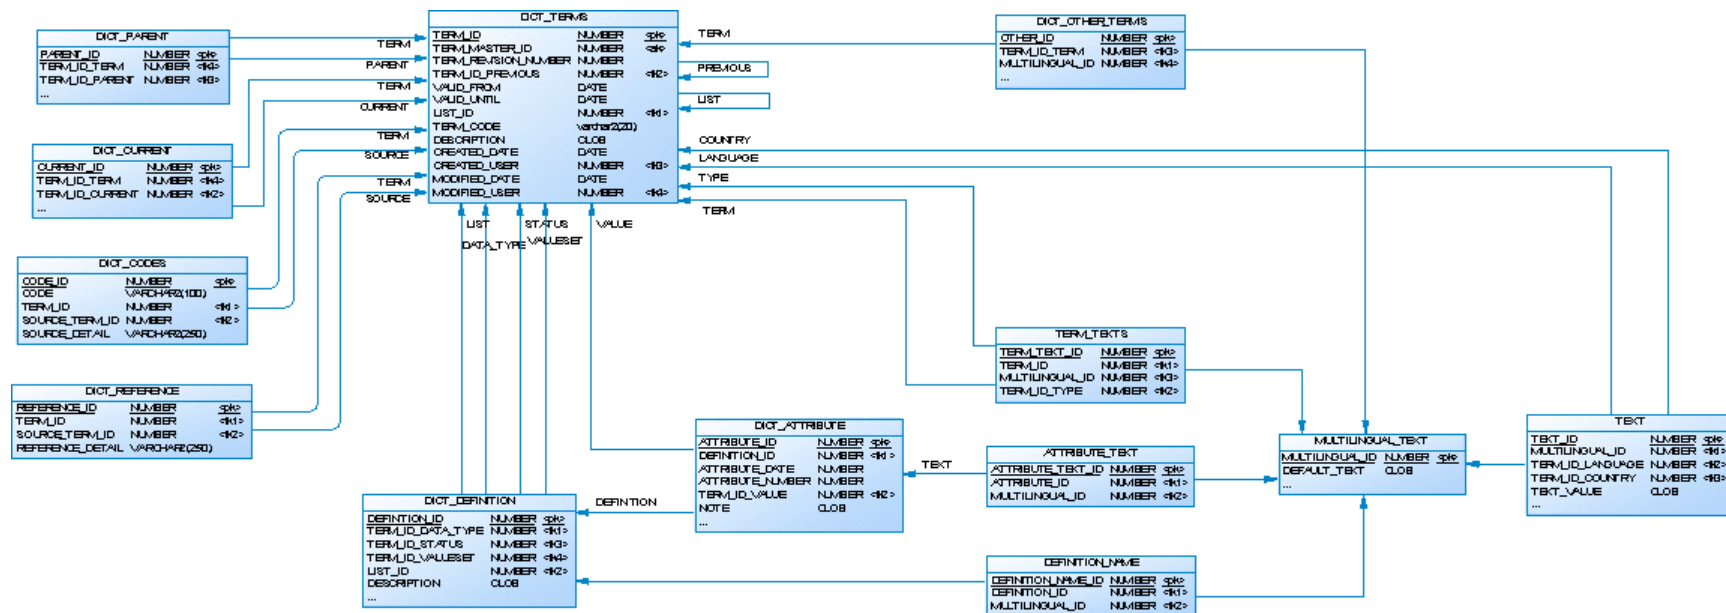 DICT_PARENT
PARENT_ID NUMBER <pk>
TERM_ID_TERM NUMBER <fk4>
TERM_ID_PARENT NUMBER <fk3>
...
DICT_CURRENT
CURRENT_ID NUMBER <pk>
TERM_ID_TERM NUMBER <fk4>
TERM_ID_CURRENT NUMBER <fk2>
...
DICT_CODES
CODE_ID NUMBER <pk>
CODE VARCHAR2(100)
TERM_ID NUMBER <fk1>
SOURCE_TERM_ID NUMBER <fk2>
SOURCE_DETAIL VARCHAR2(250)
DICT_REFERENCE
REFERENCE_ID NUMBER <pk>
TERM_ID NUMBER <fk1>
SOURCE_TERM_ID NUMBER <fk2>
REFERENCE_DETAIL VARCHAR2(250)
TERM
PARENT
TERM
CURRENT
TERM
SOURCE
TERM
SOURCE
DICT_TERMS
TERM_ID NUMBER <pk>
TERM_MASTER_ID NUMBER <ak>
TERM_REVISION_NUMBER NUMBER
TERM_ID_PREVIOUS NUMBER <fk2>
VALID_FROM DATE
VALID_UNTIL DATE
LIST_ID NUMBER <fk1>
TERM_CODE varchar2(20)
DESCRIPTION CLOB
CREATED_DATE DATE
CREATED_USER NUMBER <fk3>
MODIFIED_DATE DATE
MODIFIED_USER NUMBER <fk4>
LIST
DATA_TYPE
STATUS
VALUESET
VALUE
TERM
PREVIOUS
LIST
COUNTRY
LANGUAGE
TYPE
TERM
DICT_OTHER_TERMS
OTHER_ID NUMBER <pk>
TERM_ID_TERM NUMBER <fk3>
MULTILINGUAL_ID NUMBER <fk4>
...
TERM_TEXTS
TERM_TEXT_ID NUMBER <pk>
TERM_ID NUMBER <fk1>
MULTILINGUAL_ID NUMBER <fk3>
TERM_ID_TYPE NUMBER <fk2>
DICT_ATTRIBUTE
ATTRIBUTE_ID NUMBER <pk>
DEFINITION_ID NUMBER <fk1>
ATTRIBUTE_DATE NUMBER
ATTRIBUTE_NUMBER NUMBER
TERM_ID_VALUE NUMBER <fk2>
NOTE CLOB
...
TEXT
ATTRIBUTE_TEXT
ATTRIBUTE_TEXT_ID NUMBER <pk>
ATTRIBUTE_ID NUMBER <fk1>
MULTILINGUAL_ID NUMBER <fk2>
MULTILINGUAL_TEXT
MULTILINGUAL_ID NUMBER <pk>
DEFAULT_TEXT CLOB
...
TEXT
TEXT_ID NUMBER <pk>
MULTILINGUAL_ID NUMBER <fk1>
TERM_ID_LANGUAGE NUMBER <fk2>
TERM_ID_COUNTRY NUMBER <fk3>
TEXT_VALUE CLOB
...
DICT_DEFINITION
DEFINTION_ID NUMBER <pk>
TERM_ID_DATA_TYPE NUMBER <fk1>
TERM_ID_STATUS NUMBER <fk3>
TERM_ID_VALUESET NUMBER <fk4>
LIST_ID NUMBER <fk2>
DESCRIPTION CLOB
...
DEFINTION
DEFINITION_NAME
DEFINITION_NAME_ID NUMBER <pk>
DEFINITION_ID NUMBER <fk1>
MULTILINGUAL_ID NUMBER <fk2>